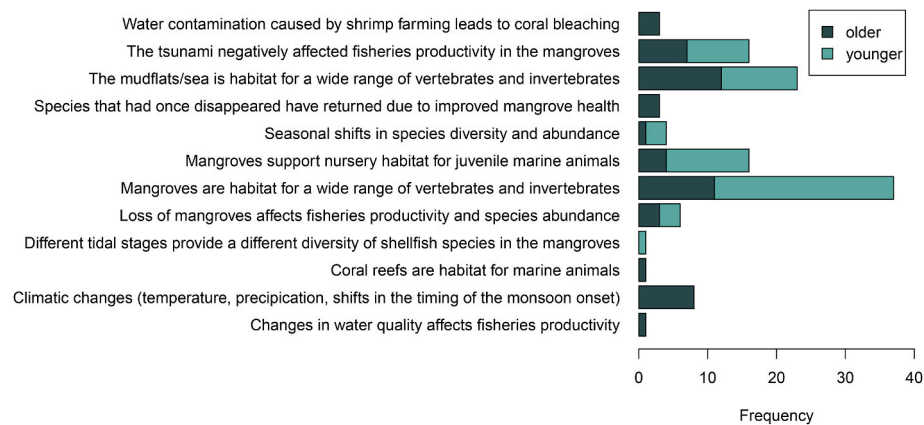 Water contamination caused by shrimp farming leads to coral bleaching
The tsunami negatively affected fisheries productivity in the mangroves
The mudflats/sea is habitat for a wide range of vertebrates and invertebrates
Species that had once disappeared have returned due to improved mangrove health
Seasonal shifts in species diversity and abundance
Mangroves support nursery habitat for juvenile marine animals
Mangroves are habitat for a wide range of vertebrates and invertebrates
Loss of mangroves affects fisheries productivity and species abundance
Different tidal stages provide a different diversity of shellfish species in the mangroves
Coral reefs are habitat for marine animals
Climatic changes (temperature, precipication, shifts in the timing of the monsoon onset)
Changes in water quality affects fisheries productivity
older
younger
0 10 20 30 40
Frequency